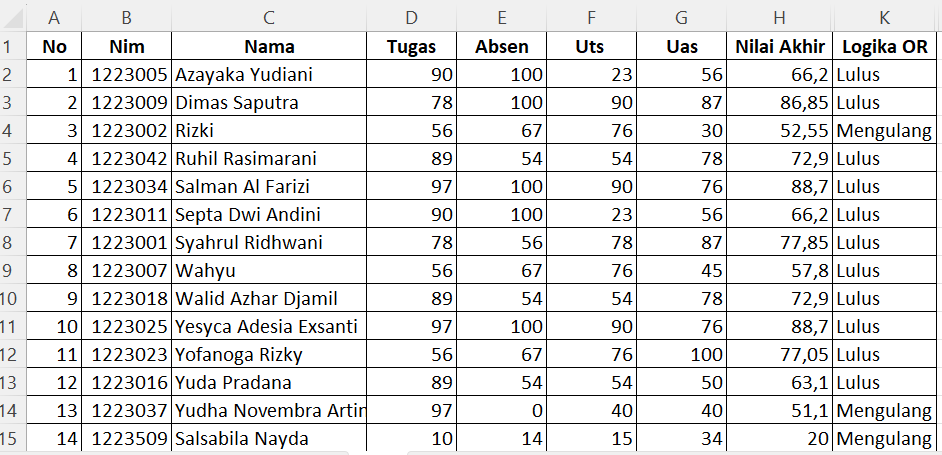 A B C D E F G H K
1 No Nim Nama Tugas Absen Uts Uas Nilai Akhir Logika OR
2 1 1223005 Azayaka Yudiani 90 100 23 56 66,2 Lulus
3 2 1223009 Dimas Saputra 78 100 90 87 86,85 Lulus
4 3 1223002 Rizki 56 67 76 30 52,55 Mengulang
5 4 1223042 Ruhil Rasimarani 89 54 54 78 72,9 Lulus
6 5 1223034 Salman Al Farizi 97 100 90 76 88,7 Lulus
7 6 1223011 Septa Dwi Andini 90 100 23 56 66,2 Lulus
8 7 1223001 Syahrul Ridhwani 78 56 78 87 77,85 Lulus
9 8 1223007 Wahyu 56 67 76 45 57,8 Lulus
10 9 1223018 Walid Azhar Djamil 89 54 54 78 72,9 Lulus
11 10 1223025 Yesyca Adesia Exsanti 97 100 90 76 88,7 Lulus
12 11 1223023 Yofanoga Rizky 56 67 76 100 77,05 Lulus
13 12 1223016 Yuda Pradana 89 54 54 50 63,1 Lulus
14 13 1223037 Yudha Novembra Artin 97 0 40 40 51,1 Mengulang
15 14 1223509 Salsabila Nayda 10 14 15 34 20 Mengulang